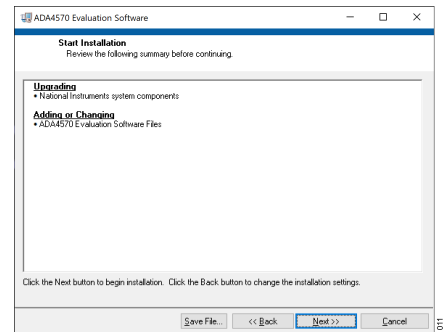 ADA4570 Evaluation Software
Start Installation
Review the following summary before continuing.
Upgrading
• National Instruments system components
Adding or Changing
• ADA4570 Evaluation Software Files
Click the Next button to begin installation. Click the Back button to change the installation settings.
Save File... << Back Next >> Cancel
011